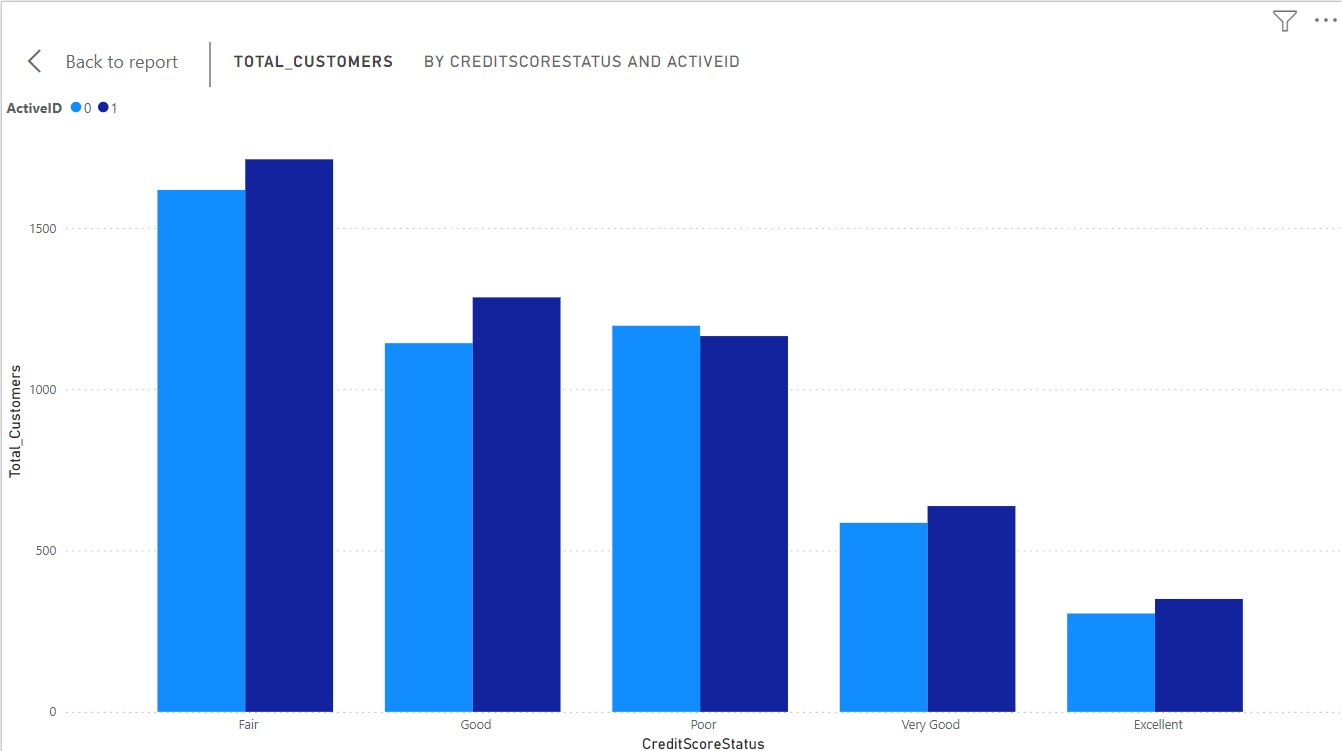 Back to report TOTAL_CUSTOMERS BY CREDITSCORESTATUS AND ACTIVEID
ActiveID 0 1
1500
1000
500
0
Total_Customers
Fair Good Poor Very Good Excellent
CreditScoreStatus